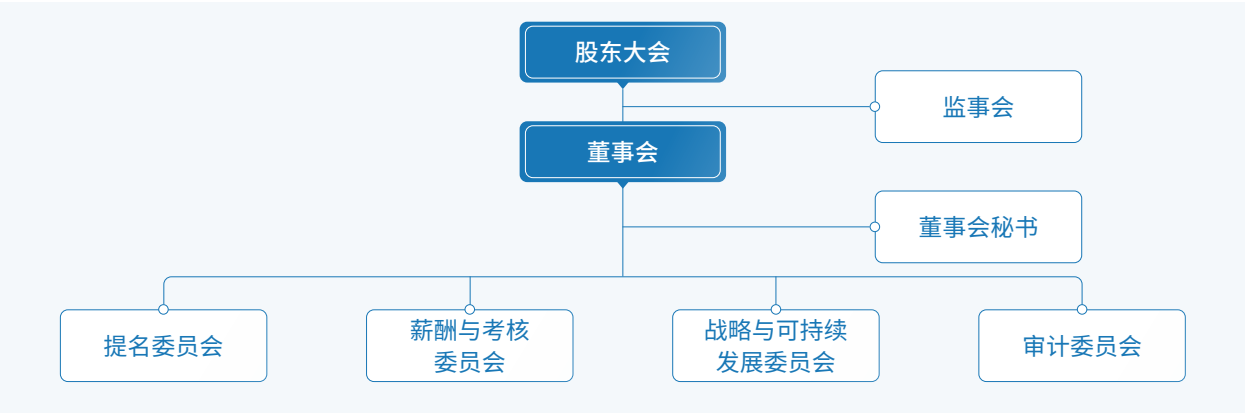 股东大会
监事会
董事会
董事会秘书
提名委员会
薪酬与考核
委员会
战略与可持续
发展委员会
审计委员会